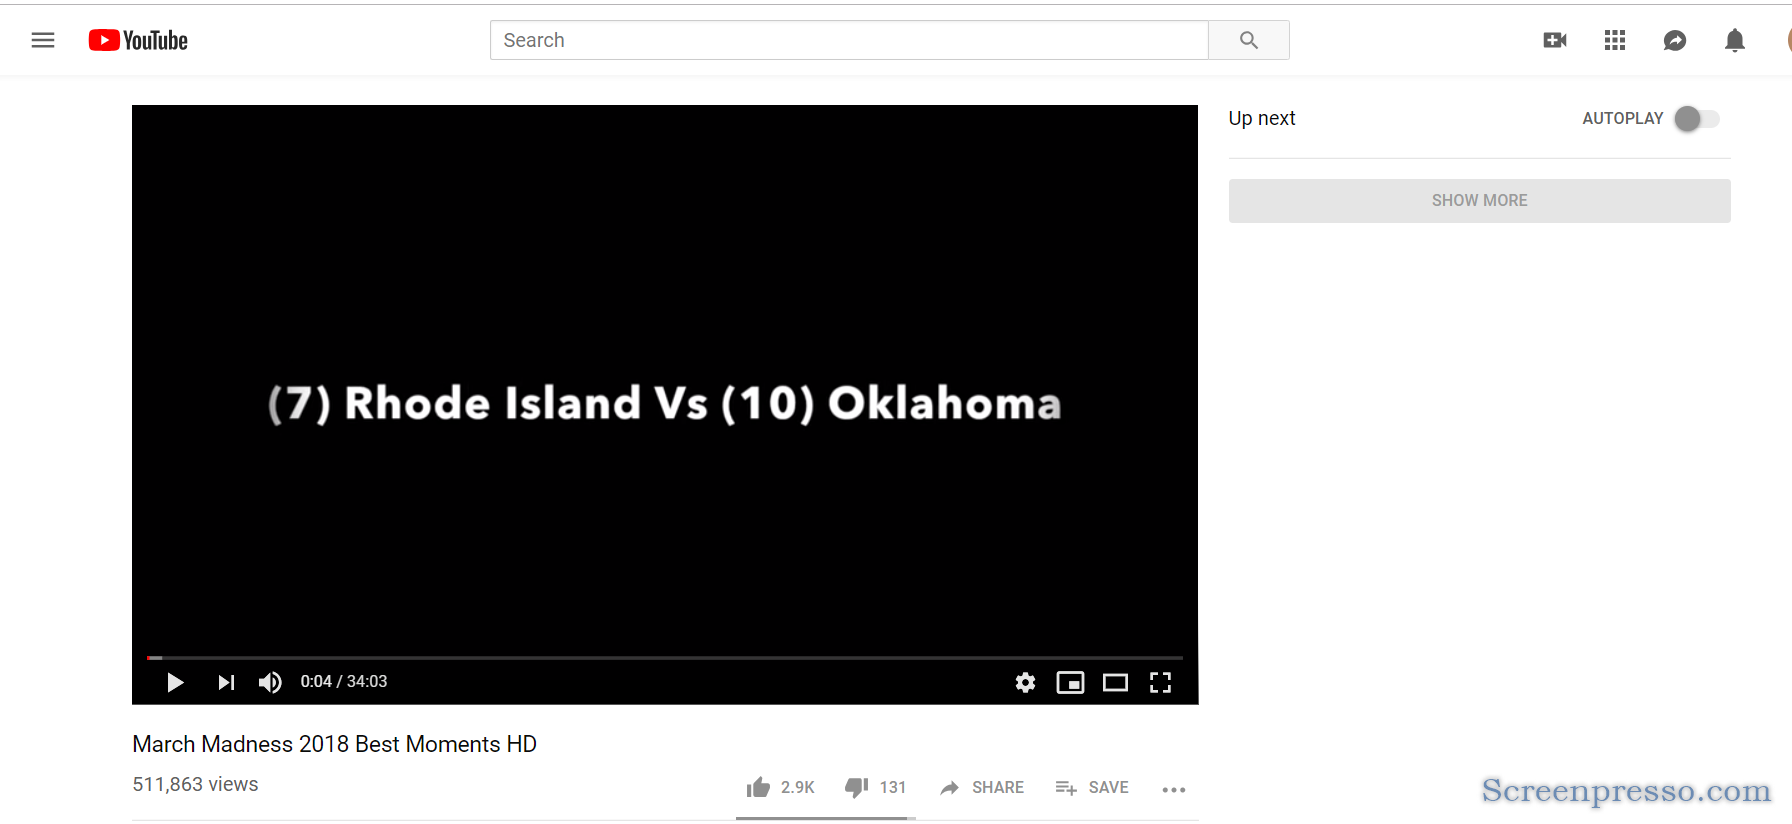 YouTube
Search
Up next
AUTOPLAY
SHOW MORE
(7) Rhode Island Vs (10) Oklahoma
0:04 / 34:03
March Madness 2018 Best Moments HD
511,863 views
2.9K
131
SHARE
SAVE
Screenpresso.com